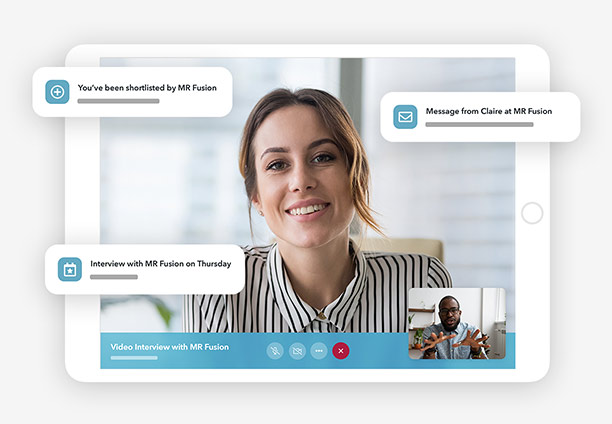 You've been shortlisted by MR Fusion
Message from Claire at MR Fusion
Interview with MR Fusion on Thursday
Video Interview with MR Fusion